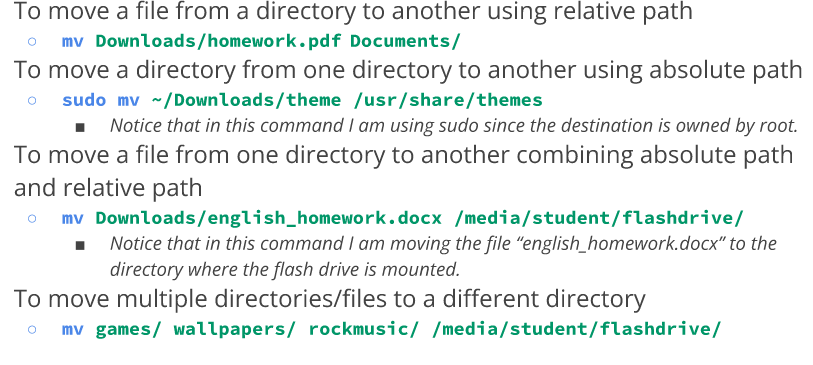 To move a file from a directory to another using relative path
○ mv Downloads/homework.pdf Documents/
To move a directory from one directory to another using absolute path
○ sudo mv ~/Downloads/theme /usr/share/themes
■ Notice that in this command I am using sudo since the destination is owned by root.
To move a file from one directory to another combining absolute path
and relative path
○ mv Downloads/english_homework.docx /media/student/flashdrive/
■ Notice that in this command I am moving the file “english_homework.docx” to the
directory where the flash drive is mounted.
To move multiple directories/files to a different directory
○ mv games/ wallpapers/ rockmusic/ /media/student/flashdrive/